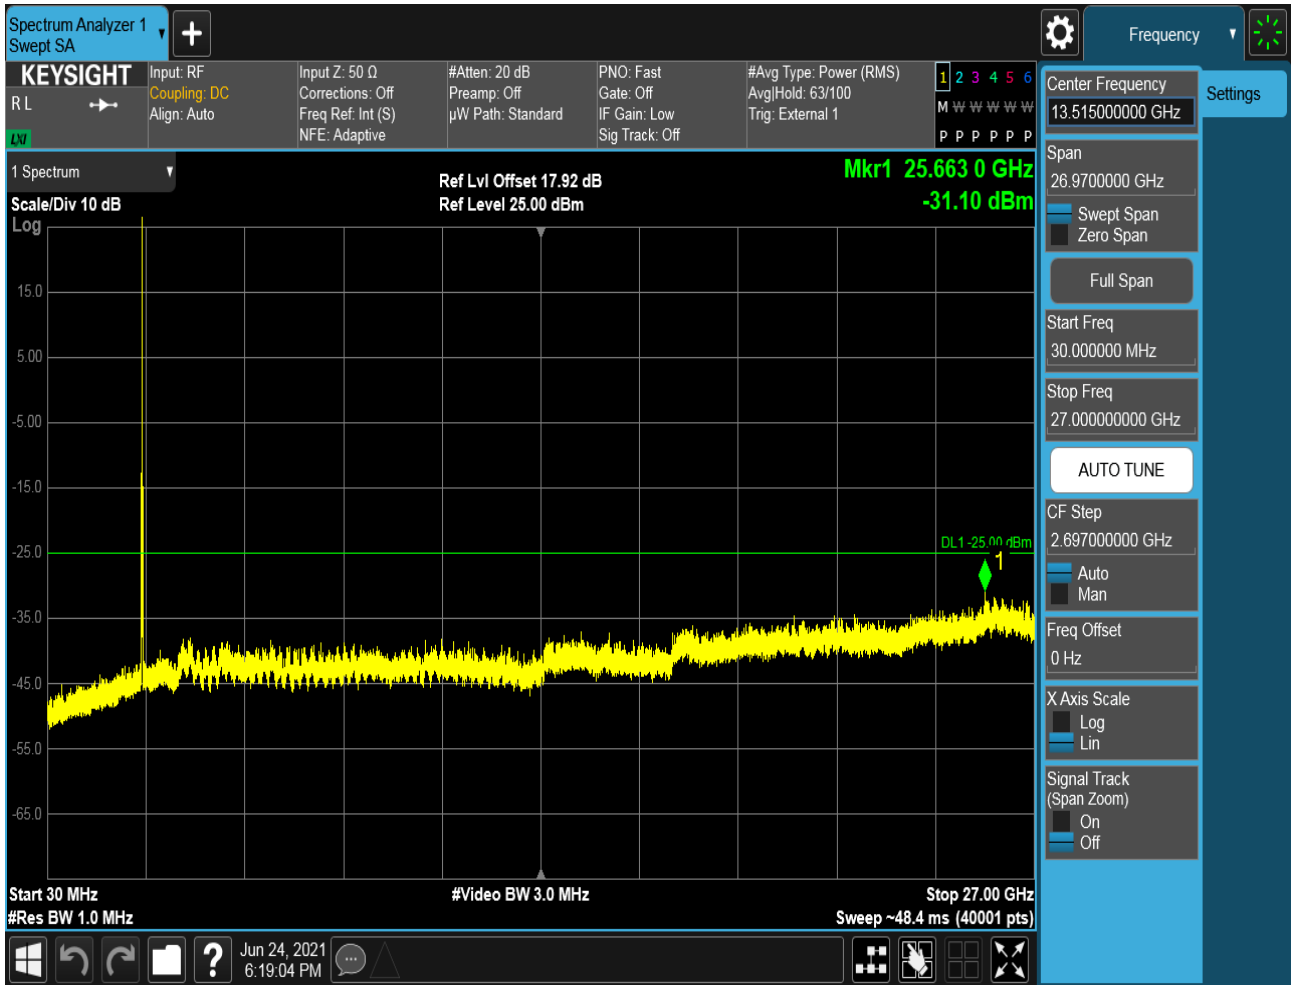 Spectrum Analyzer 1
Swept SA
Frequency
KEYSIGHT
R L
LXI
Input: RF
Coupling: DC
Align: Auto
Input Z: 50 Ω
Corrections: Off
Freq Ref: Int (S)
NFE: Adaptive
#Atten: 20 dB
Preamp: Off
µW Path: Standard
PNO: Fast
Gate: Off
IF Gain: Low
Sig Track: Off
#Avg Type: Power (RMS)
Avg|Hold: 63/100
Trig: External 1
1 2 3 4 5 6
M W W W W W
P P P P P P
1 Spectrum
Scale/Div 10 dB
Log
Ref Lvl Offset 17.92 dB
Ref Level 25.00 dBm
Mkr1 25.663 0 GHz
-31.10 dBm
15.0
5.00
-5.00
-15.0
-25.0
-35.0
-45.0
-55.0
-65.0
DL1 -25.00 dBm
1
Start 30 MHz
#Res BW 1.0 MHz
#Video BW 3.0 MHz
Stop 27.00 GHz
Sweep ~48.4 ms (40001 pts)
Center Frequency
13.515000000 GHz
Settings
Span
26.9700000 GHz
Swept Span
Zero Span
Full Span
Start Freq
30.000000 MHz
Stop Freq
27.000000000 GHz
AUTO TUNE
CF Step
2.697000000 GHz
Auto
Man
Freq Offset
0 Hz
X Axis Scale
Log
Lin
Signal Track
(Span Zoom)
On
Off
?
Jun 24, 2021
6:19:04 PM